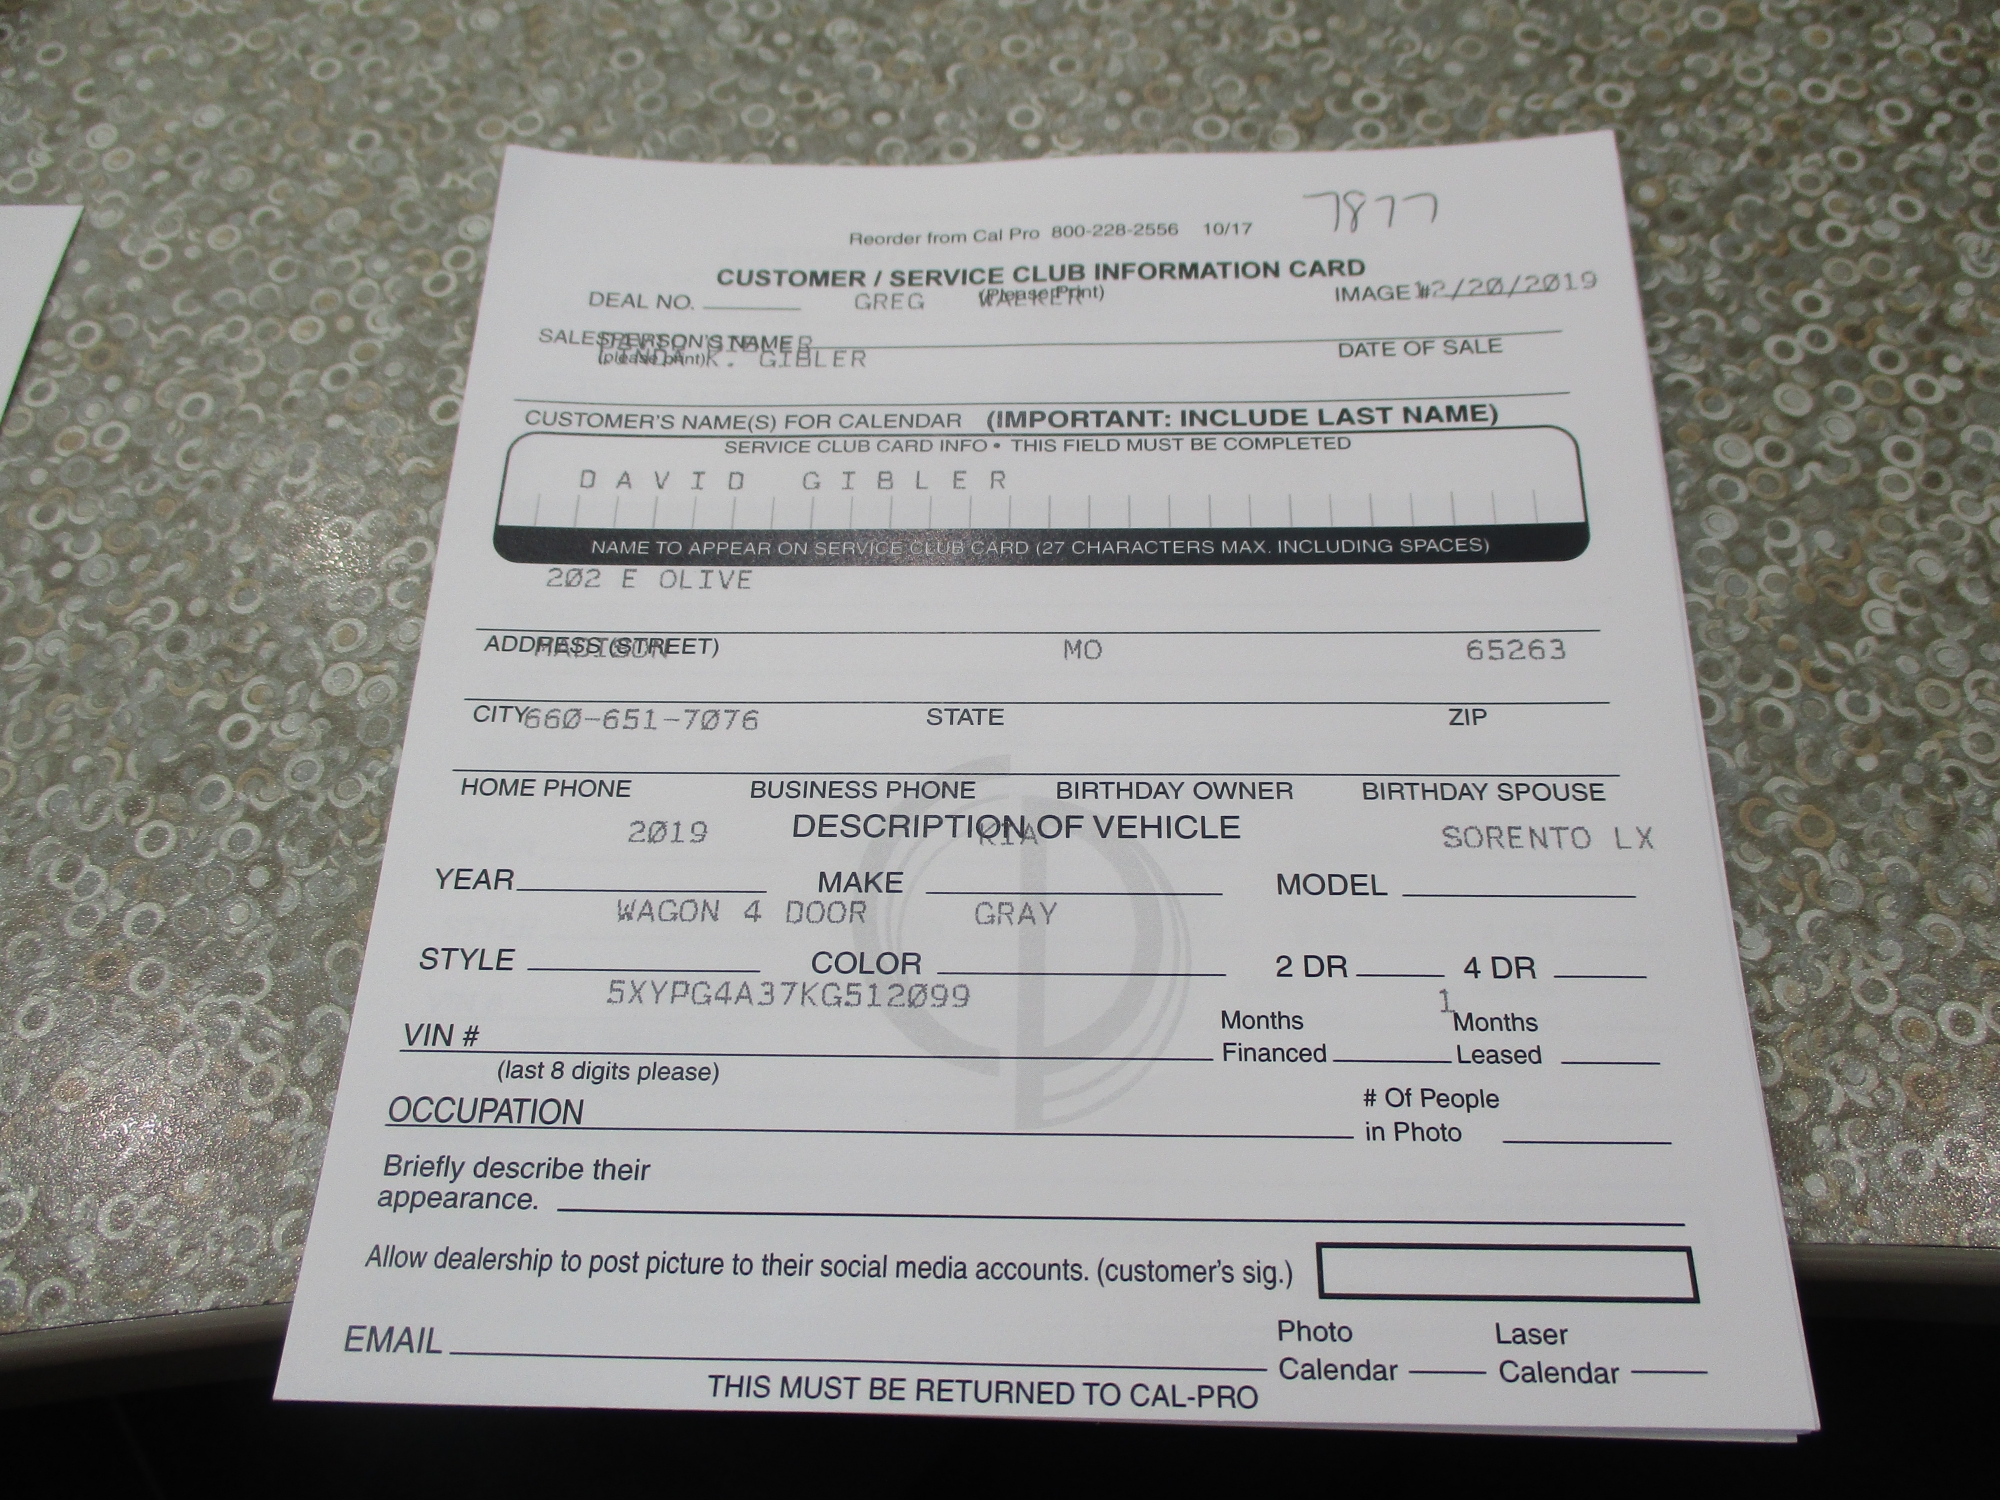 7877
Reorder from Cal Pro 800-228-2556 10/17
CUSTOMER / SERVICE CLUB INFORMATION CARD
(Please Print)
DEAL NO. GREG WALKER IMAGE # 12/20/2019
SALESPERSON'S NAME DATE OF SALE
(please print) LINDA K. GIBLER
CUSTOMER'S NAME(S) FOR CALENDAR (IMPORTANT: INCLUDE LAST NAME)
SERVICE CLUB CARD INFO • THIS FIELD MUST BE COMPLETED
DAVID GIBLER
NAME TO APPEAR ON SERVICE CLUB CARD (27 CHARACTERS MAX. INCLUDING SPACES)
202 E OLIVE
ADDRESS (STREET) MADISON MO 65263
CITY 660-651-7076 STATE ZIP
HOME PHONE BUSINESS PHONE BIRTHDAY OWNER BIRTHDAY SPOUSE
DESCRIPTION OF VEHICLE
2019 KIA SORENTO LX
YEAR MAKE MODEL
WAGON 4 DOOR GRAY
STYLE COLOR 2 DR 4 DR
5XYPG4A37KG512099 1
VIN # Months Financed Months Leased
(last 8 digits please)
OCCUPATION # Of People in Photo
Briefly describe their
appearance.
Allow dealership to post picture to their social media accounts. (customer's sig.)
EMAIL Photo Calendar Laser Calendar
THIS MUST BE RETURNED TO CAL-PRO